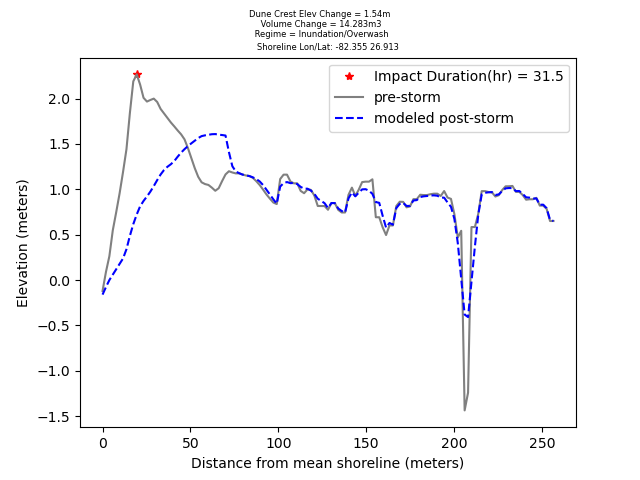 Dune Crest Elev Change = 1.54m
Volume Change = 14.283m3
Regime = Inundation/Overwash
Shoreline Lon/Lat: -82.355 26.913
Impact Duration(hr) = 31.5
pre-storm
modeled post-storm
Elevation (meters)
2.0
1.5
1.0
0.5
0.0
−0.5
−1.0
−1.5
0 50 100 150 200 250
Distance from mean shoreline (meters)